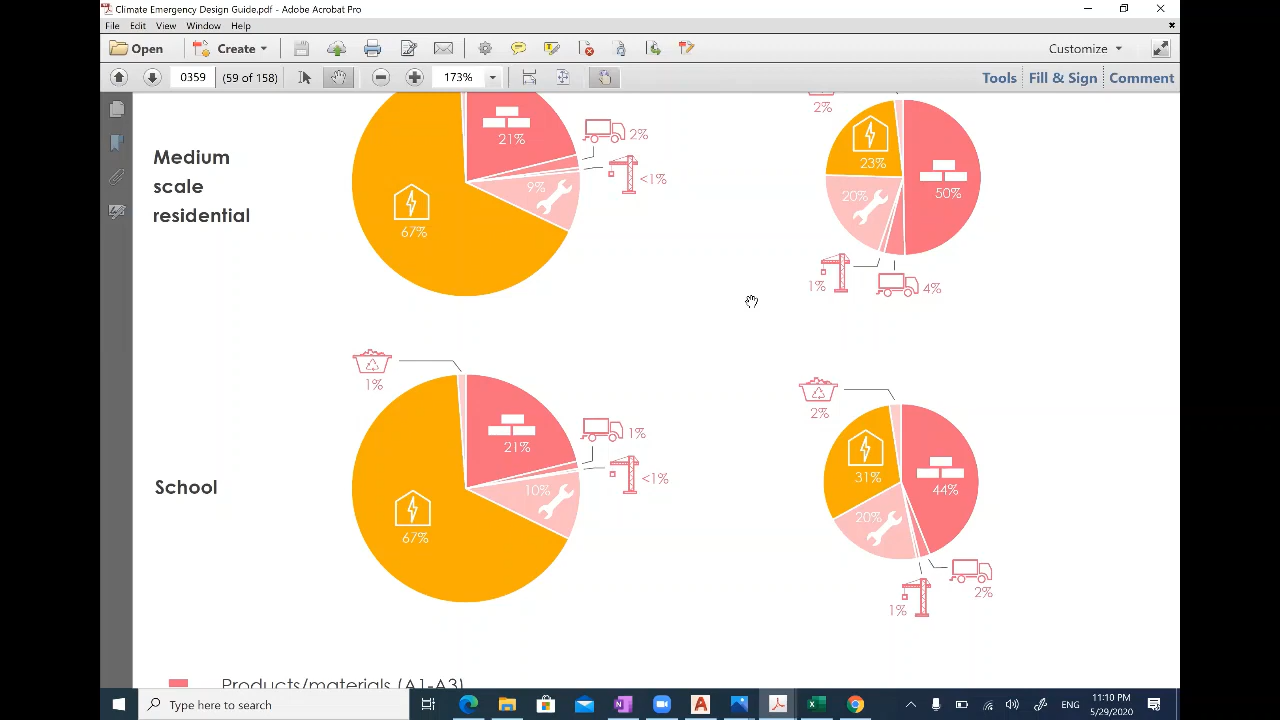 Climate Emergency Design Guide.pdf - Adobe Acrobat Pro
File Edit View Window Help
Open Create Customize
0359 (59 of 158) 173% Tools Fill & Sign Comment
Medium
scale
residential
21%
2%
<1%
9%
67%
2%
23%
50%
20%
1%
4%
School
1%
21%
1%
<1%
10%
67%
2%
31%
44%
20%
2%
1%
Products/materials (A1-A3)
Type here to search
ENG
11:10 PM
5/29/2020